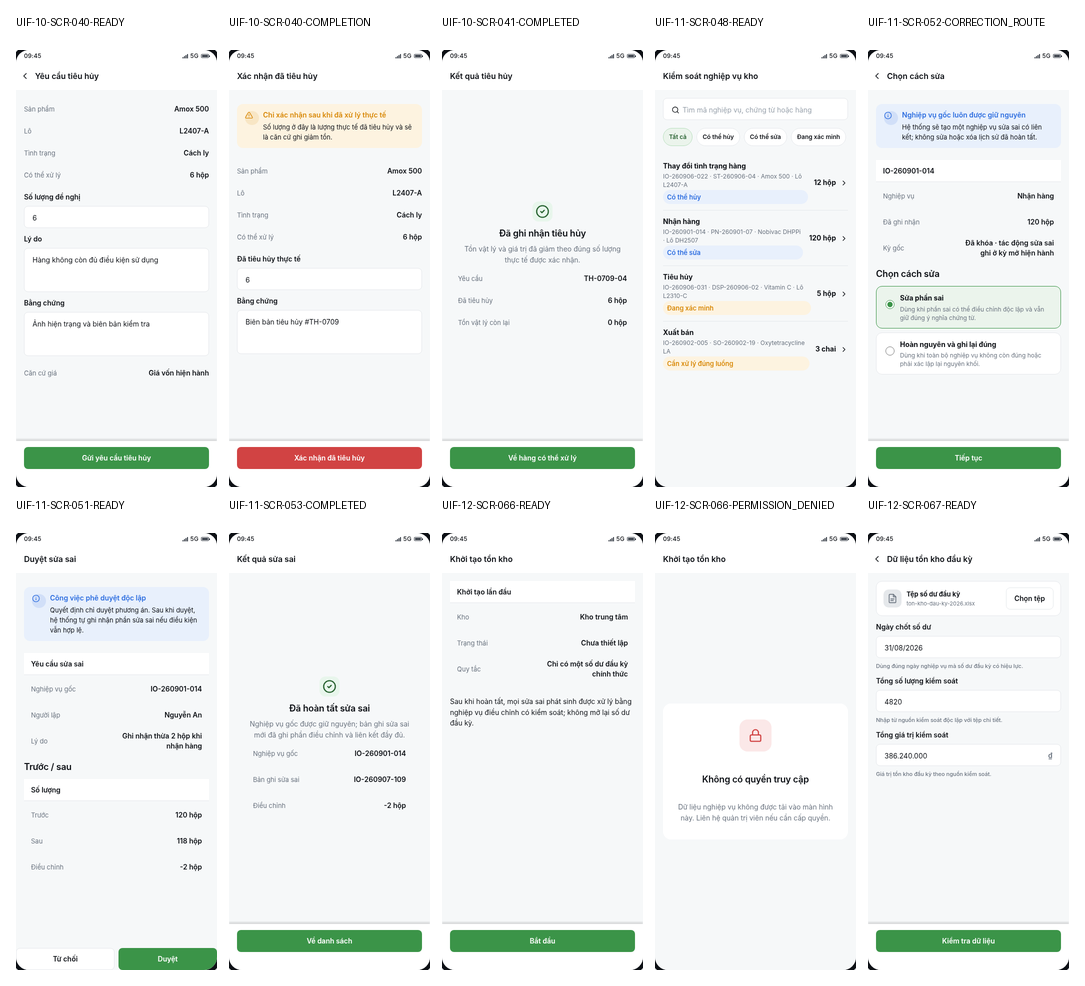 UIF-10-SCR-040-READY
09:45
5G
Yêu cầu tiêu hủy
Sản phẩm
Amox 500
Lô
L2407-A
Tình trạng
Cách ly
Có thể xử lý
6 hộp
Số lượng đề nghị
6
Lý do
Hàng không còn đủ điều kiện sử dụng
Bằng chứng
Ảnh hiện trạng và biên bản kiểm tra
Căn cứ giá
Giá vốn hiện hành
Gửi yêu cầu tiêu hủy
UIF-10-SCR-040-COMPLETION
09:45
5G
Xác nhận đã tiêu hủy
Chỉ xác nhận sau khi đã xử lý thực tế
Số lượng ở đây là lượng thực tế đã tiêu hủy và sẽ
là căn cứ ghi giảm tồn.
Sản phẩm
Amox 500
Lô
L2407-A
Tình trạng
Cách ly
Có thể xử lý
6 hộp
Đã tiêu hủy thực tế
6
Bằng chứng
Biên bản tiêu hủy #TH-0709
Xác nhận đã tiêu hủy
UIF-10-SCR-041-COMPLETED
09:45
5G
Kết quả tiêu hủy
Đã ghi nhận tiêu hủy
Tồn vật lý và giá trị đã giảm theo đúng số lượng
thực tế được xác nhận.
Yêu cầu
TH-0709-04
Đã tiêu hủy
6 hộp
Tồn vật lý còn lại
0 hộp
Về hàng có thể xử lý
UIF-11-SCR-048-READY
09:45
5G
Kiểm soát nghiệp vụ kho
Tìm mã nghiệp vụ, chứng từ hoặc hàng
Tất cả
Có thể hủy
Có thể sửa
Đang xác minh
Thay đổi tình trạng hàng
IO-260906-022 · ST-260906-04 · Amox 500 · Lô
L2407-A
12 hộp
Có thể hủy
Nhận hàng
IO-260901-014 · PN-260901-07 · Nobivac DHPPi
· Lô DH2507
120 hộp
Có thể sửa
Tiêu hủy
IO-260906-031 · DSP-260906-02 · Vitamin C · Lô
L2310-C
5 hộp
Đang xác minh
Xuất bán
IO-260902-005 · SO-260902-19 · Oxytetracycline
LA
3 chai
Cần xử lý đúng luồng
UIF-11-SCR-052-CORRECTION_ROUTE
09:45
5G
Chọn cách sửa
Nghiệp vụ gốc luôn được giữ nguyên
Hệ thống sẽ tạo một nghiệp vụ sửa sai có liên
kết; không sửa hoặc xóa lịch sử đã hoàn tất.
IO-260901-014
Nghiệp vụ
Nhận hàng
Đã ghi nhận
120 hộp
Kỳ gốc
Đã khóa · tác động sửa sai
ghi ở kỳ mở hiện hành
Chọn cách sửa
Sửa phần sai
Dùng khi phần sai có thể điều chỉnh độc lập và vẫn
giữ đúng ý nghĩa chứng từ.
Hoàn nguyên và ghi lại đúng
Dùng khi toàn bộ nghiệp vụ không còn đúng hoặc
phải xác lập lại nguyên khối.
Tiếp tục
UIF-11-SCR-051-READY
09:45
5G
Duyệt sửa sai
Công việc phê duyệt độc lập
Quyết định chỉ duyệt phương án. Sau khi duyệt,
hệ thống tự ghi nhận phần sửa sai nếu điều kiện
vẫn hợp lệ.
Yêu cầu sửa sai
Nghiệp vụ gốc
IO-260901-014
Người lập
Nguyễn An
Lý do
Ghi nhận thừa 2 hộp khi
nhận hàng
Trước / sau
Số lượng
Trước
120 hộp
Sau
118 hộp
Điều chỉnh
-2 hộp
Từ chối
Duyệt
UIF-11-SCR-053-COMPLETED
09:45
5G
Kết quả sửa sai
Đã hoàn tất sửa sai
Nghiệp vụ gốc được giữ nguyên; bản ghi sửa sai
mới đã ghi phần điều chỉnh và liên kết đầy đủ.
Nghiệp vụ gốc
IO-260901-014
Bản ghi sửa sai
IO-260907-109
Điều chỉnh
-2 hộp
Về danh sách
UIF-12-SCR-066-READY
09:45
5G
Khởi tạo tồn kho
Khởi tạo lần đầu
Kho
Kho trung tâm
Trạng thái
Chưa thiết lập
Quy tắc
Chỉ có một số dư đầu kỳ
chính thức
Sau khi hoàn tất, mọi sửa sai phát sinh được xử lý bằng
nghiệp vụ điều chỉnh có kiểm soát; không mở lại số dư
đầu kỳ.
Bắt đầu
UIF-12-SCR-066-PERMISSION_DENIED
09:45
5G
Khởi tạo tồn kho
Không có quyền truy cập
Dữ liệu nghiệp vụ không được tải vào màn hình
này. Liên hệ quản trị viên nếu cần cấp quyền.
UIF-12-SCR-067-READY
09:45
5G
Dữ liệu tồn kho đầu kỳ
Tệp số dư đầu kỳ
ton-kho-dau-ky-2026.xlsx
Chọn tệp
Ngày chốt số dư
31/08/2026
Dùng đúng ngày nghiệp vụ mà số dư đầu kỳ có hiệu lực.
Tổng số lượng kiểm soát
4820
Nhập từ nguồn kiểm soát độc lập với tệp chi tiết.
Tổng giá trị kiểm soát
386.240.000
₫
Giá trị tồn kho đầu kỳ theo nguồn kiểm soát.
Kiểm tra dữ liệu